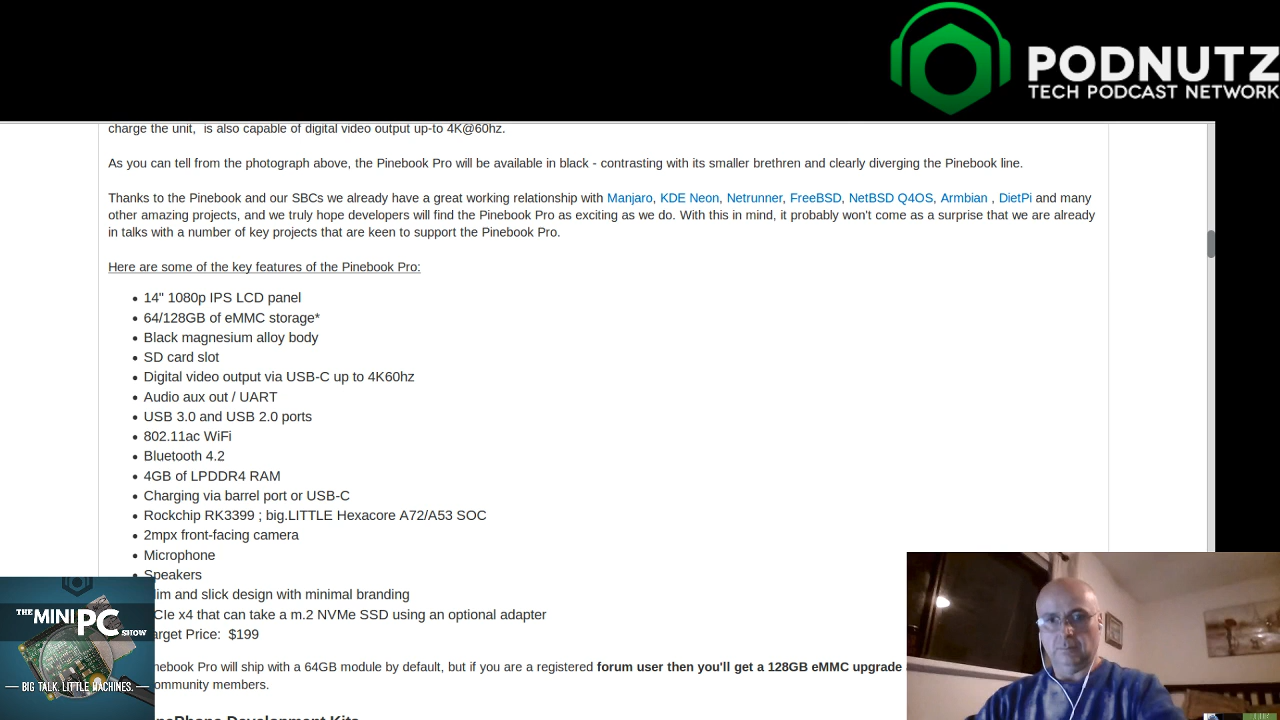 PODNUTZ
TECH PODCAST NETWORK
charge the unit, is also capable of digital video output up-to 4K@60hz.
As you can tell from the photograph above, the Pinebook Pro will be available in black - contrasting with its smaller brethren and clearly diverging the Pinebook line.
Thanks to the Pinebook and our SBCs we already have a great working relationship with Manjaro, KDE Neon, Netrunner, FreeBSD, NetBSD Q4OS, Armbian , DietPi and many
other amazing projects, and we truly hope developers will find the Pinebook Pro as exciting as we do. With this in mind, it probably won't come as a surprise that we are already
in talks with a number of key projects that are keen to support the Pinebook Pro.
Here are some of the key features of the Pinebook Pro:
14" 1080p IPS LCD panel
64/128GB of eMMC storage*
Black magnesium alloy body
SD card slot
Digital video output via USB-C up to 4K60hz
Audio aux out / UART
USB 3.0 and USB 2.0 ports
802.11ac WiFi
Bluetooth 4.2
4GB of LPDDR4 RAM
Charging via barrel port or USB-C
Rockchip RK3399 ; big.LITTLE Hexacore A72/A53 SOC
2mpx front-facing camera
Microphone
Speakers
im and slick design with minimal branding
CIe x4 that can take a m.2 NVMe SSD using an optional adapter
arget Price: $199
nebook Pro will ship with a 64GB module by default, but if you are a registered forum user then you'll get a 128GB eMMC upgrade
ommunity members.
THE MINI PC SHOW
BIG TALK. LITTLE MACHINES.